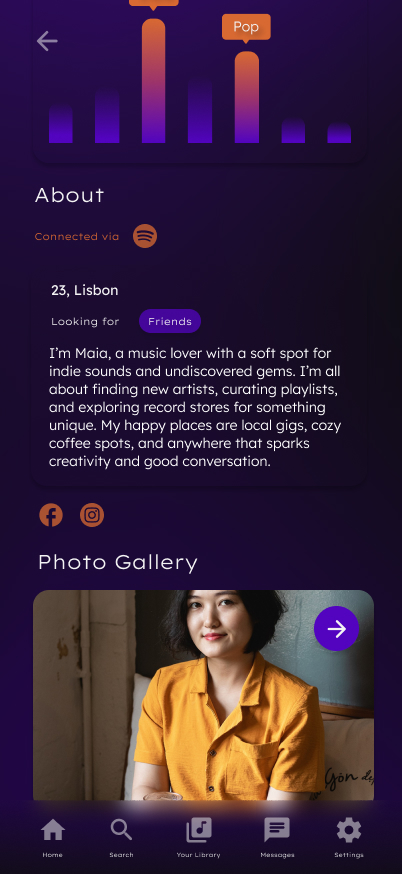 Pop
About
Connected via
23, Lisbon
Looking for Friends
I'm Maia, a music lover with a soft spot for
indie sounds and undiscovered gems. I'm all
about finding new artists, curating playlists,
and exploring record stores for something
unique. My happy places are local gigs, cozy
coffee spots, and anywhere that sparks
creativity and good conversation.
Photo Gallery
Gön
Home Search Your Library Messages Settings